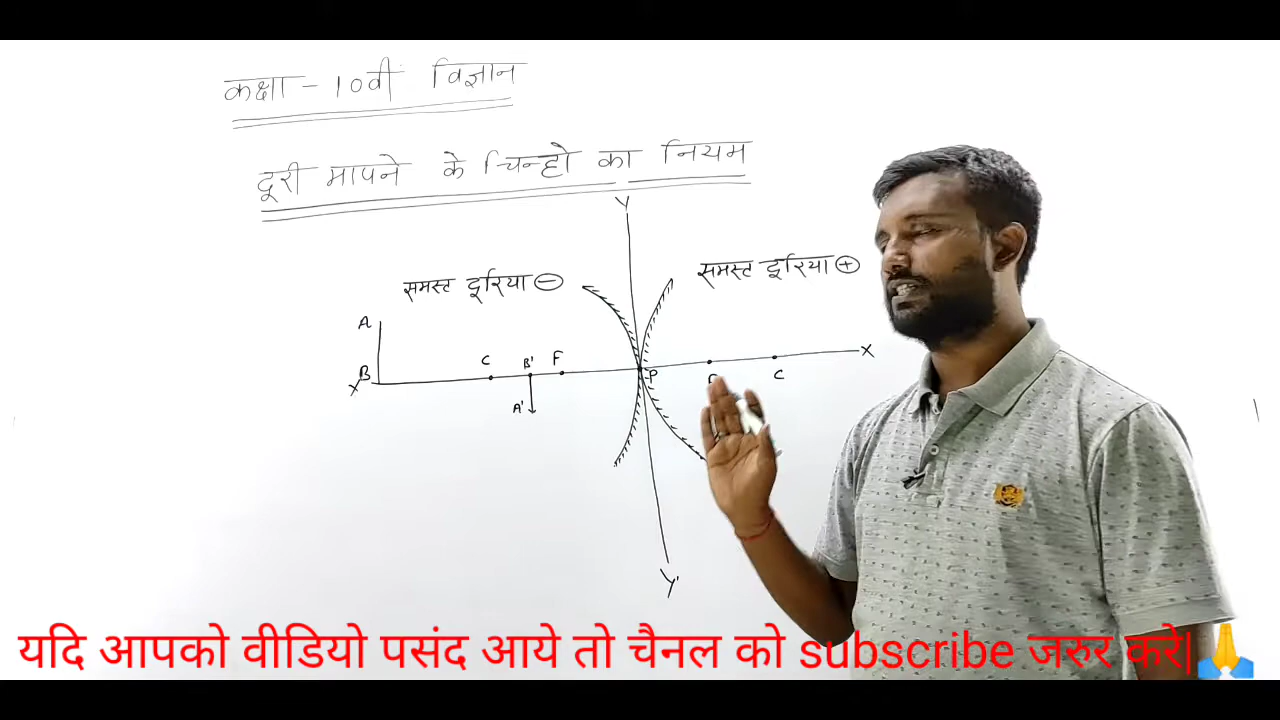 कक्षा - 10वी विज्ञान
दूरी मापने के चिन्हो का नियम
Y
समस्ट दूरिया -
समस्ट दूरिया +
A
B
X
C
B'
F
A'
P
C
X
Y'
यदि आपको वीडियो पसंद आये तो चैनल को subscribe जरुर करे|🙏